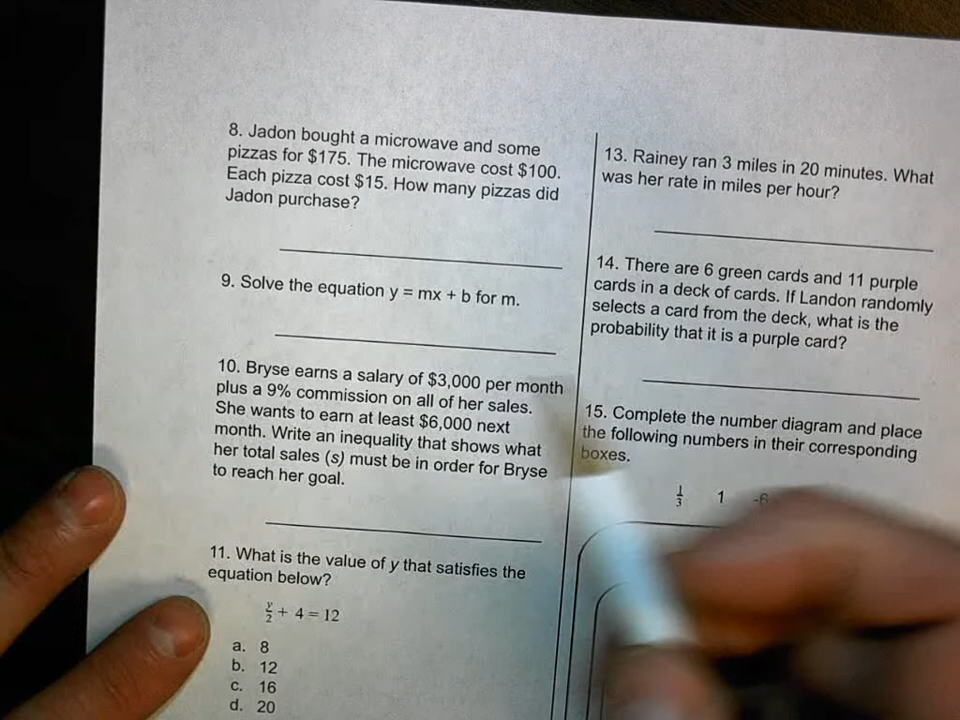 8. Jadon bought a microwave and some
pizzas for $175. The microwave cost $100.
Each pizza cost $15. How many pizzas did
Jadon purchase?
9. Solve the equation y = mx + b for m.
10. Bryse earns a salary of $3,000 per month
plus a 9% commission on all of her sales.
She wants to earn at least $6,000 next
month. Write an inequality that shows what
her total sales (s) must be in order for Bryse
to reach her goal.
11. What is the value of y that satisfies the
equation below?
y/2 + 4 = 12
a. 8
b. 12
c. 16
d. 20
13. Rainey ran 3 miles in 20 minutes. What
was her rate in miles per hour?
14. There are 6 green cards and 11 purple
cards in a deck of cards. If Landon randomly
selects a card from the deck, what is the
probability that it is a purple card?
15. Complete the number diagram and place
the following numbers in their corresponding
boxes.
1/3 1 -6